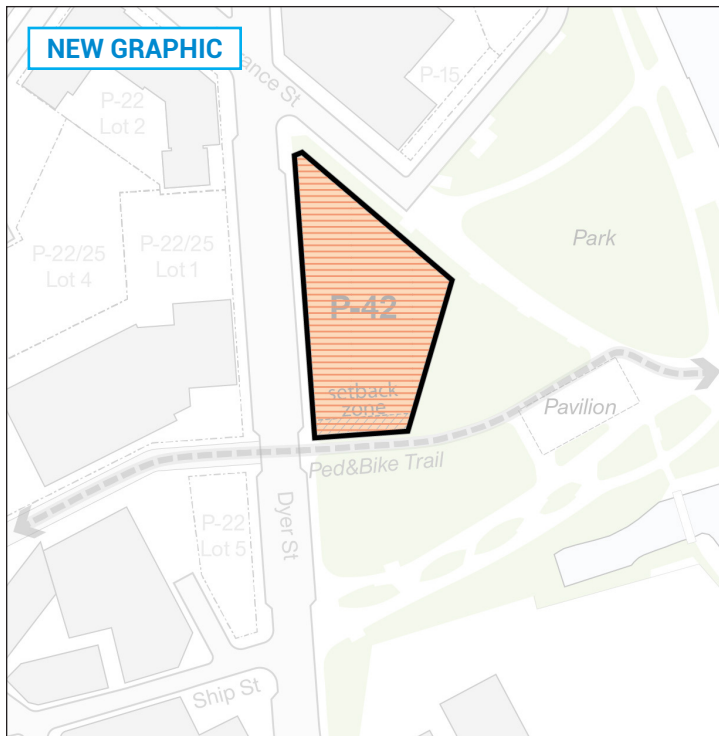 NEW GRAPHIC
ance St
P-15
P-22
Lot 2
P-22/25
Lot 4
P-22/25
Lot 1
Park
P-42
setback
zone
Pavilion
Ped&Bike Trail
P-22
Lot 5
Dyer St
Ship St